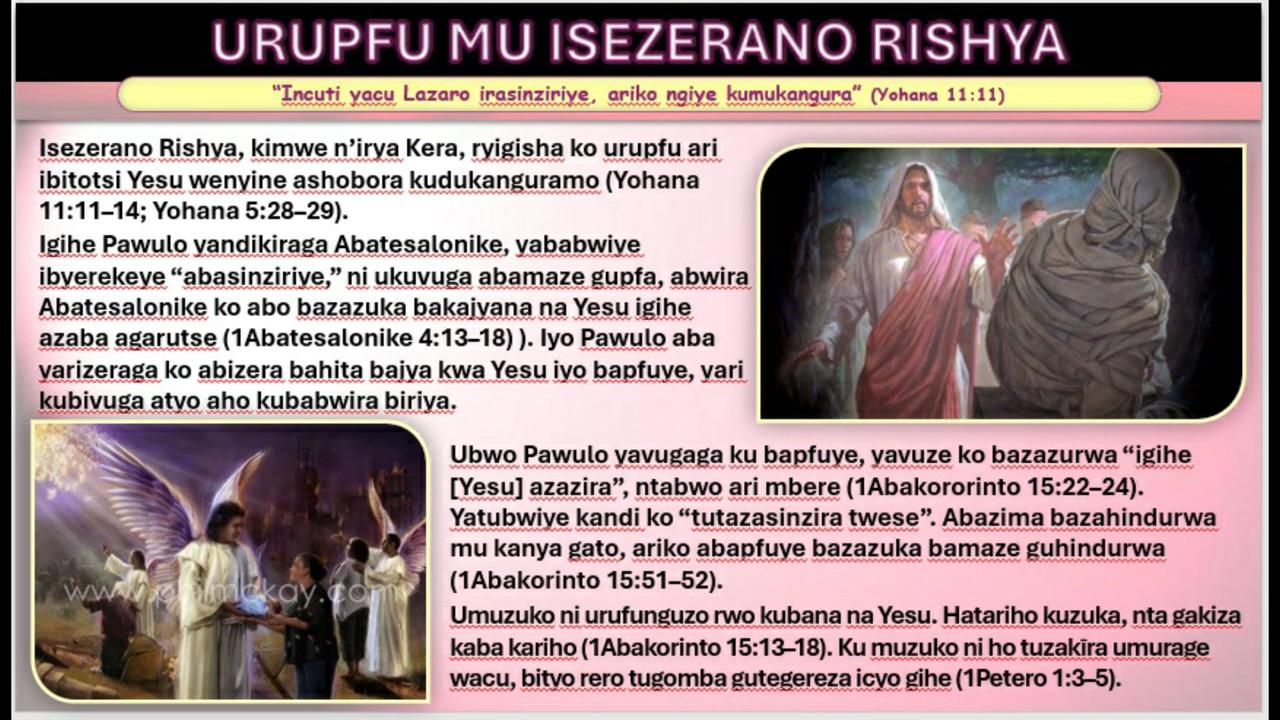 URUPFU MU ISEZERANO RISHYA
“Incuti yacu Lazaro irasinziriye, ariko ngiye kumukangura” (Yohana 11:11)
Isezerano Rishya, kimwe n’irya Kera, ryigisha ko urupfu ari
ibitotsi Yesu wenyine ashobora kudukanguramo (Yohana
11:11–14; Yohana 5:28–29).
Igihe Pawulo yandikiraga Abatesalonike, yababwiye
ibyerekeye “abasinziriye,” ni ukuvuga abamaze gupfa, abwira
Abatesalonike ko abo bazazuka bakajyana na Yesu igihe
azaba agarutse (1Abatesalonike 4:13–18) ). Iyo Pawulo aba
yarizeraga ko abizera bahita bajya kwa Yesu iyo bapfuye, yari
kubivuga atyo aho kubabwira biriya.
Ubwo Pawulo yavugaga ku bapfuye, yavuze ko bazazurwa “igihe
[Yesu] azazira”, ntabwo ari mbere (1Abakororinto 15:22–24).
Yatubwiye kandi ko “tutazasinzira twese”. Abazima bazahindurwa
mu kanya gato, ariko abapfuye bazazuka bamaze guhindurwa
(1Abakorinto 15:51–52).
Umuzuko ni urufunguzo rwo kubana na Yesu. Hatariho kuzuka, nta gakiza
kaba kariho (1Abakorinto 15:13–18). Ku muzuko ni ho tuzakīra umurage
wacu, bityo rero tugomba gutegereza icyo gihe (1Petero 1:3–5).